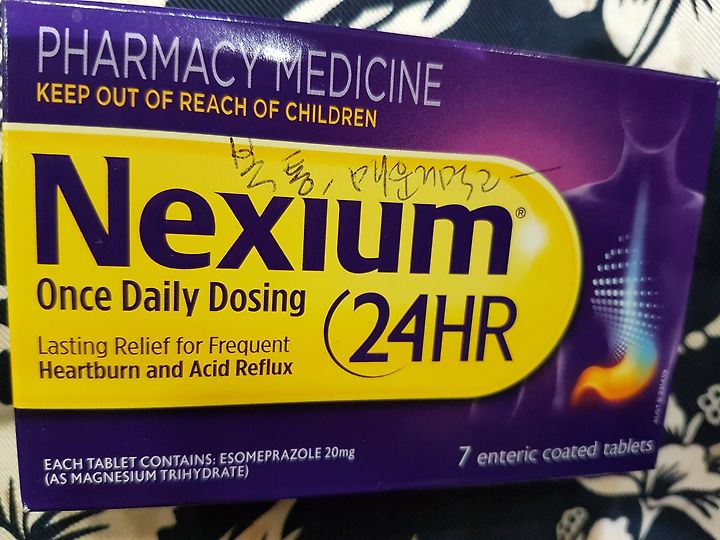 PHARMACY MEDICINE
KEEP OUT OF REACH OF CHILDREN
복통, 매운거먹고
Nexium®
Once Daily Dosing
24HR
Lasting Relief for Frequent
Heartburn and Acid Reflux
EACH TABLET CONTAINS: ESOMEPRAZOLE 20mg
(AS MAGNESIUM TRIHYDRATE)
7 enteric coated tablets